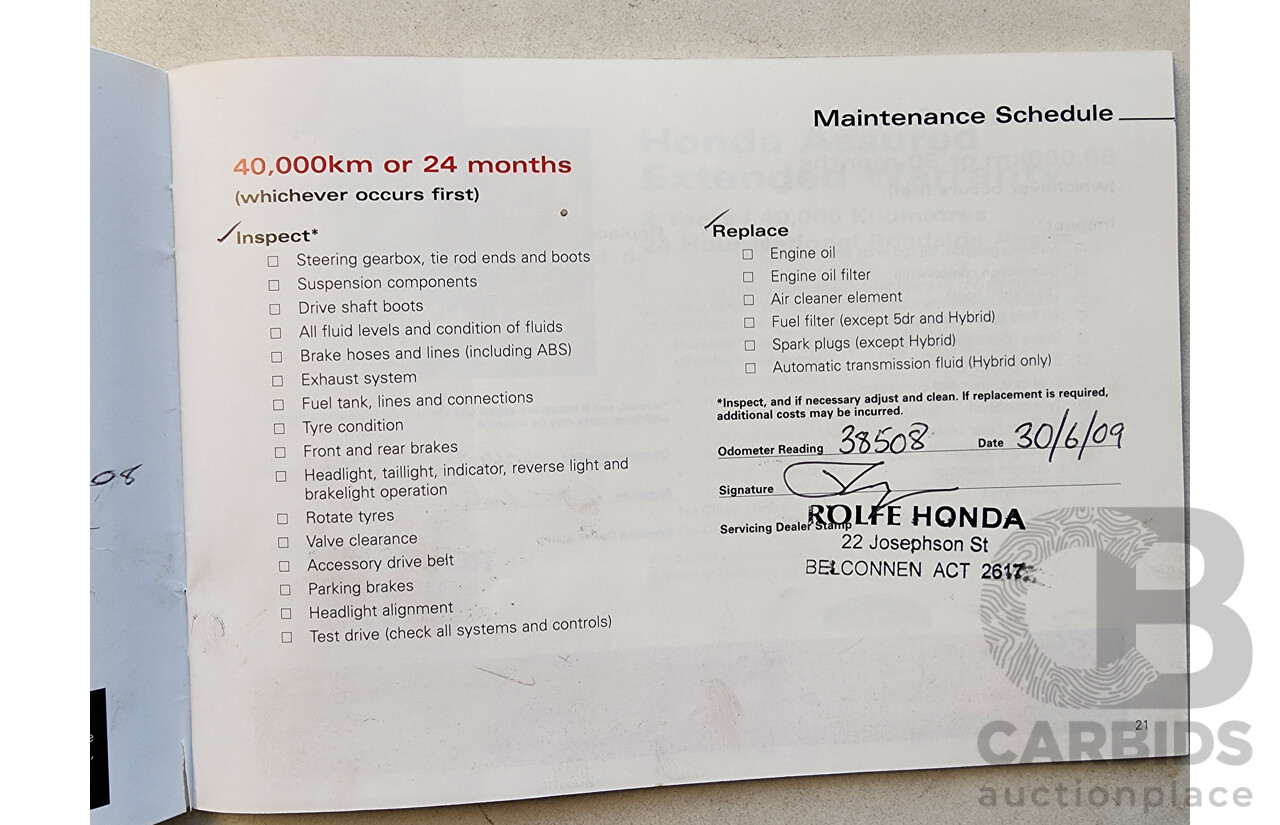 Maintenance Schedule
40,000km or 24 months
(whichever occurs first)
Inspect*
Steering gearbox, tie rod ends and boots
Suspension components
Drive shaft boots
All fluid levels and condition of fluids
Brake hoses and lines (including ABS)
Exhaust system
Fuel tank, lines and connections
Tyre condition
Front and rear brakes
Headlight, taillight, indicator, reverse light and
brakelight operation
Rotate tyres
Valve clearance
Accessory drive belt
Parking brakes
Headlight alignment
Test drive (check all systems and controls)
Replace
Engine oil
Engine oil filter
Air cleaner element
Fuel filter (except 5dr and Hybrid)
Spark plugs (except Hybrid)
Automatic transmission fluid (Hybrid only)
*Inspect, and if necessary adjust and clean. If replacement is required,
additional costs may be incurred.
Odometer Reading 38508 Date 30/6/09
Signature
Servicing Dealer Stamp
ROLFE HONDA
22 Josephson St
BELCONNEN ACT 2617
21
08
CB
CARBIDS
auctionplace